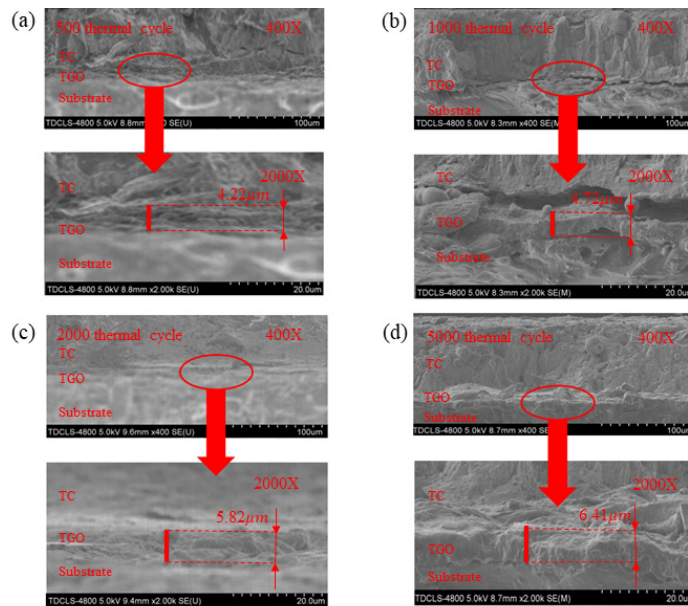 (a)
500 thermal cycle 400X
TC
TGO
Substrate
TDCLS-4800 5.0kV 8.8mm x400 SE(U) 100um
2000X
TC
4.22μm
TGO
Substrate
TDCLS-4800 5.0kV 8.8mm x2.00k SE(U) 20.0um
(b)
1000 thermal cycle 400X
TC
TGO
Substrate
TDCLS-4800 5.0kV 8.3mm x400 SE(M) 100um
2000X
TC
4.72μm
TGO
Substrate
TDCLS-4800 5.0kV 8.3mm x2.00k SE(M) 20.0um
(c)
2000 thermal cycle 400X
TC
TGO
Substrate
TDCLS-4800 5.0kV 9.6mm x400 SE(U) 100um
2000X
TC
5.82μm
TGO
Substrate
TDCLS-4800 5.0kV 9.4mm x2.00k SE(U) 20.0um
(d)
5000 thermal cycle 400X
TC
TGO
Substrate
TDCLS-4800 5.0kV 8.7mm x400 SE(M) 100um
2000X
TC
6.41μm
TGO
Substrate
TDCLS-4800 5.0kV 8.7mm x2.00k SE(M) 20.0um